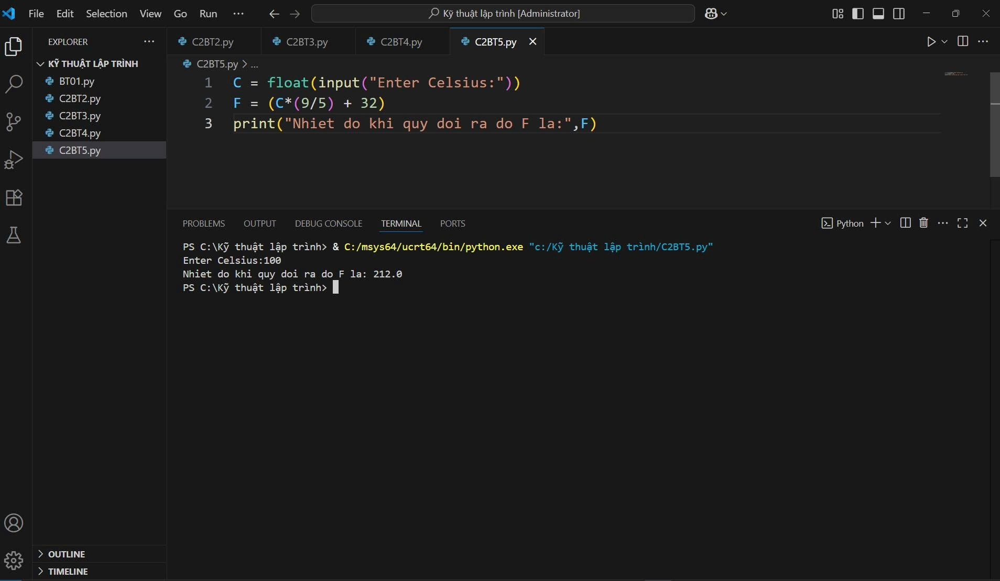 File Edit Selection View Go Run ...
Kỹ thuật lập trình [Administrator]
EXPLORER ...
KỸ THUẬT LẬP TRÌNH
BT01.py
C2BT2.py
C2BT3.py
C2BT4.py
C2BT5.py
OUTLINE
TIMELINE
C2BT2.py C2BT3.py C2BT4.py C2BT5.py
C2BT5.py > ...
1 C = float(input("Enter Celsius:"))
2 F = (C*(9/5) + 32)
3 print("Nhiet do khi quy doi ra do F la:",F)
PROBLEMS OUTPUT DEBUG CONSOLE TERMINAL PORTS
Python
PS C:\Kỹ thuật lập trình> & C:/msys64/ucrt64/bin/python.exe "c:/Kỹ thuật lập trình/C2BT5.py"
Enter Celsius:100
Nhiet do khi quy doi ra do F la: 212.0
PS C:\Kỹ thuật lập trình>